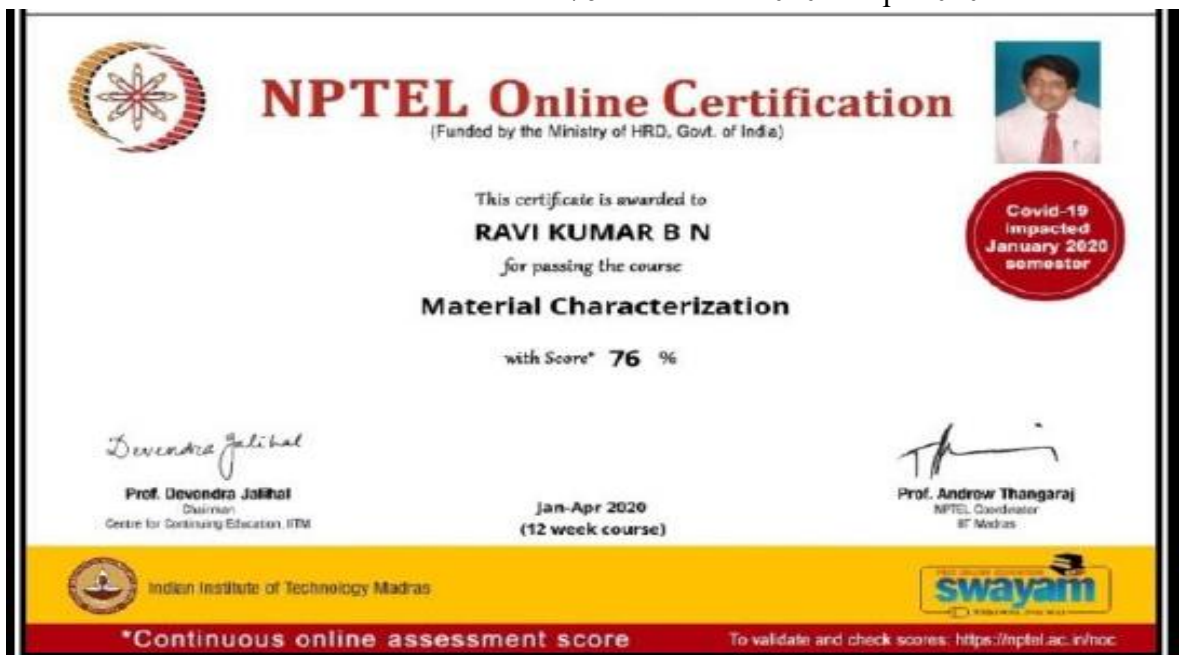 NPTEL Online Certification
(Funded by the Ministry of HRD, Govt. of India)
This certificate is awarded to
RAVI KUMAR B N
for passing the course
Covid-19
impacted
January 2020
semester
Material Characterization
with Score* 76 %
Devendra Jalihal
Prof. Devendra Jalihal
Chairman
Centre for Continuing Education, IITM
Jan-Apr 2020
(12 week course)
Prof. Andrew Thangaraj
NPTEL Coordinator
IIT Madras
Indian Institute of Technology Madras
swayam
*Continuous online assessment score
To validate and check scores: https://nptel.ac.in/noc